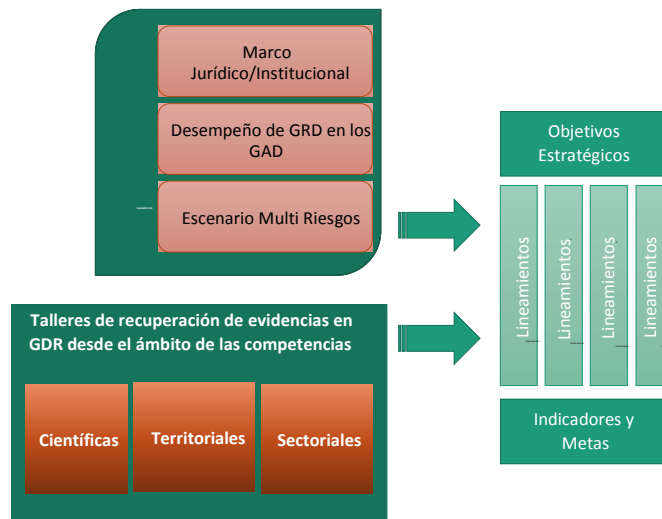 Marco
Jurídico/Institucional
Desempeño de GRD en los
GAD
Escenario Multi Riesgos
Talleres de recuperación de evidencias en
GDR desde el ámbito de las competencias
Científicas
Territoriales
Sectoriales
Objetivos
Estratégicos
Lineamientos
Lineamientos
Lineamientos
Lineamientos
Indicadores y
Metas